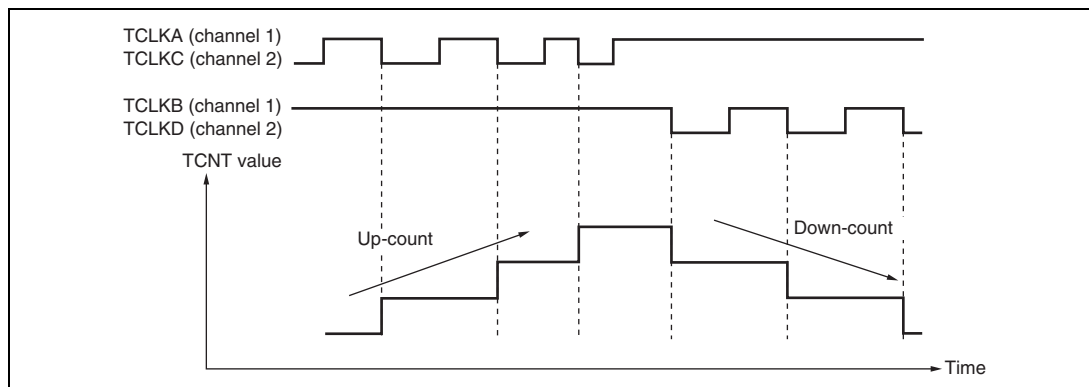 TCLKA (channel 1)
TCLKC (channel 2)
TCLKB (channel 1)
TCLKD (channel 2)
TCNT value
Up-count
Down-count
Time